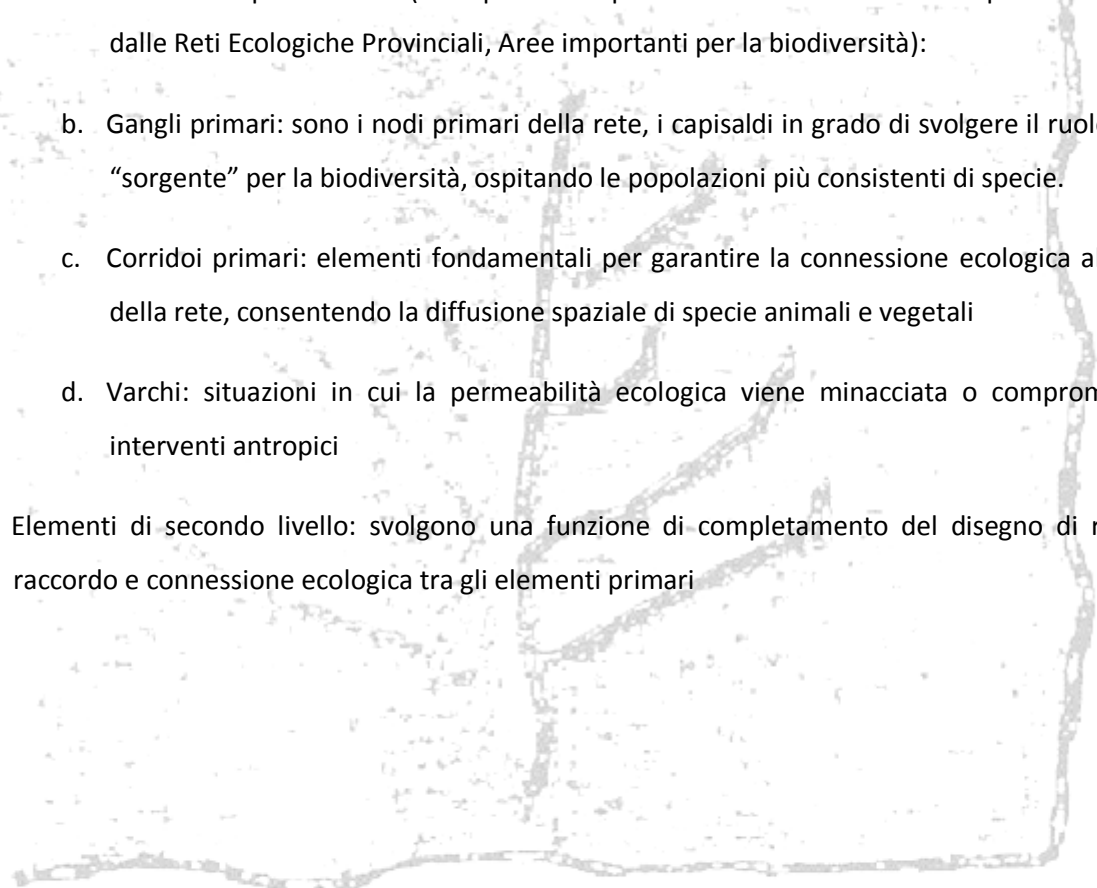 dalle Reti Ecologiche Provinciali, Aree importanti per la biodiversità):
b. Gangli primari: sono i nodi primari della rete, i capisaldi in grado di svolgere il
“sorgente” per la biodiversità, ospitando le popolazioni più consistenti di specie.
c. Corridoi primari: elementi fondamentali per garantire la connessione ecologica
della rete, consentendo la diffusione spaziale di specie animali e vegetali
d. Varchi: situazioni in cui la permeabilità ecologica viene minacciata o
interventi antropici
Elementi di secondo livello: svolgono una funzione di completamento del disegno di
raccordo e connessione ecologica tra gli elementi primari